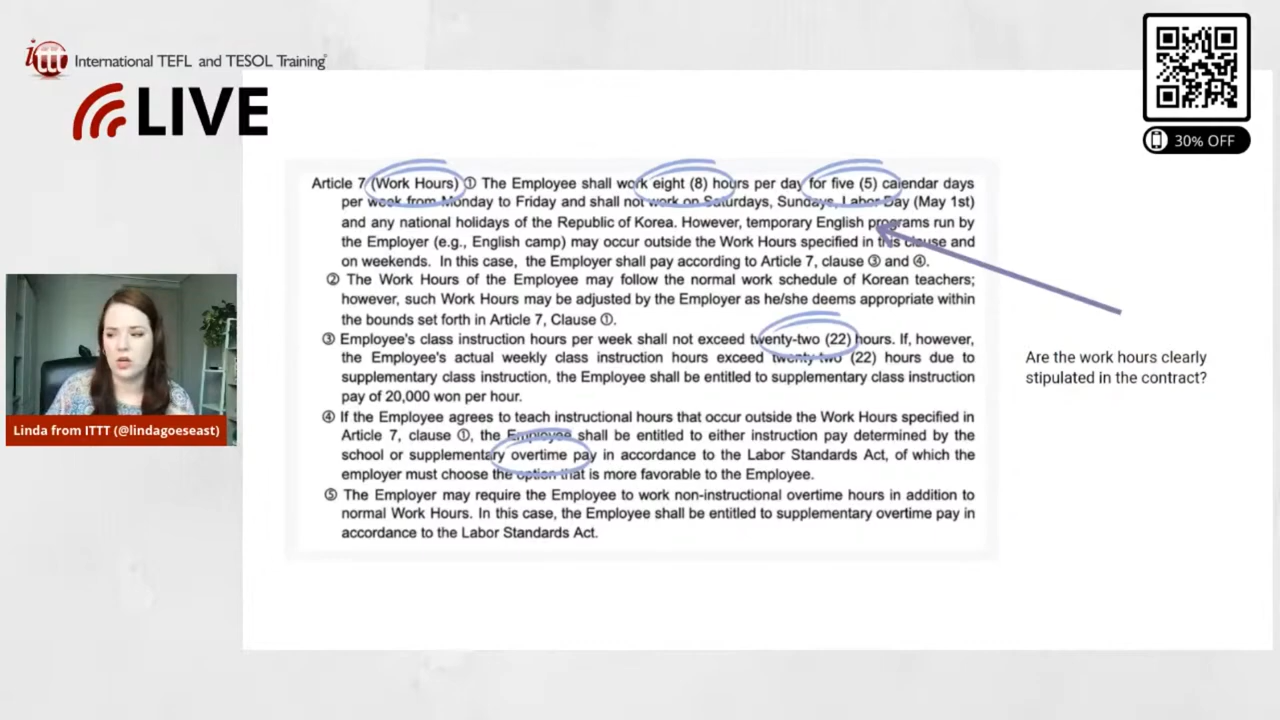 ittt International TEFL and TESOL Training
LIVE
30% OFF
Article 7 (Work Hours) ① The Employee shall work eight (8) hours per day for five (5) calendar days
per week from Monday to Friday and shall not work on Saturdays, Sundays, Labor Day (May 1st)
and any national holidays of the Republic of Korea. However, temporary English programs run by
the Employer (e.g., English camp) may occur outside the Work Hours specified in this clause and
on weekends. In this case, the Employer shall pay according to Article 7, clause ③ and ④.
② The Work Hours of the Employee may follow the normal work schedule of Korean teachers;
however, such Work Hours may be adjusted by the Employer as he/she deems appropriate within
the bounds set forth in Article 7, Clause ①.
③ Employee's class instruction hours per week shall not exceed twenty-two (22) hours. If, however,
the Employee's actual weekly class instruction hours exceed twenty-two (22) hours due to
supplementary class instruction, the Employee shall be entitled to supplementary class instruction
pay of 20,000 won per hour.
④ If the Employee agrees to teach instructional hours that occur outside the Work Hours specified in
Article 7, clause ①, the Employee shall be entitled to either instruction pay determined by the
school or supplementary overtime pay in accordance to the Labor Standards Act, of which the
employer must choose the option that is more favorable to the Employee.
⑤ The Employer may require the Employee to work non-instructional overtime hours in addition to
normal Work Hours. In this case, the Employee shall be entitled to supplementary overtime pay in
accordance to the Labor Standards Act.
Are the work hours clearly
stipulated in the contract?
Linda from ITTT (@lindagoeseast)